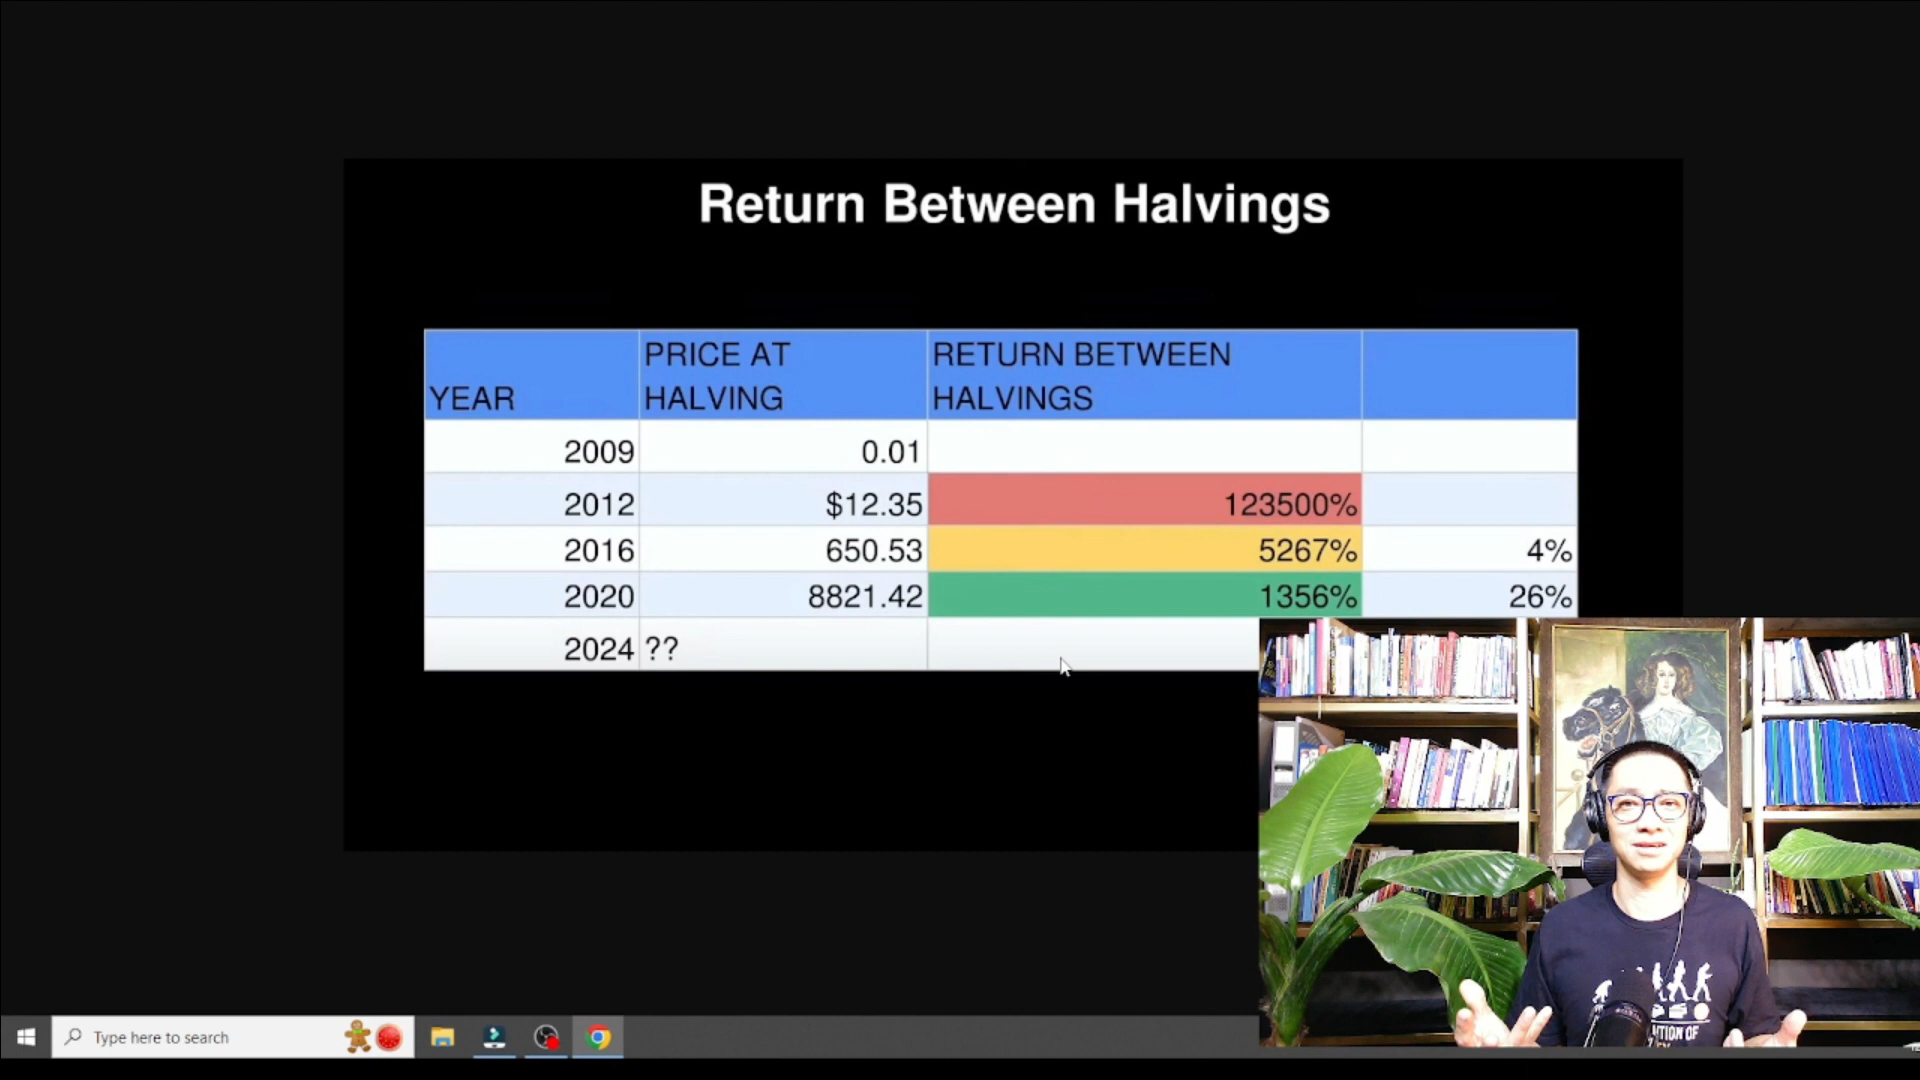 Return Between Halvings
YEAR PRICE AT HALVING RETURN BETWEEN HALVINGS
2009 0.01
2012 $12.35 123500%
2016 650.53 5267% 4%
2020 8821.42 1356% 26%
2024 ??
Type here to search